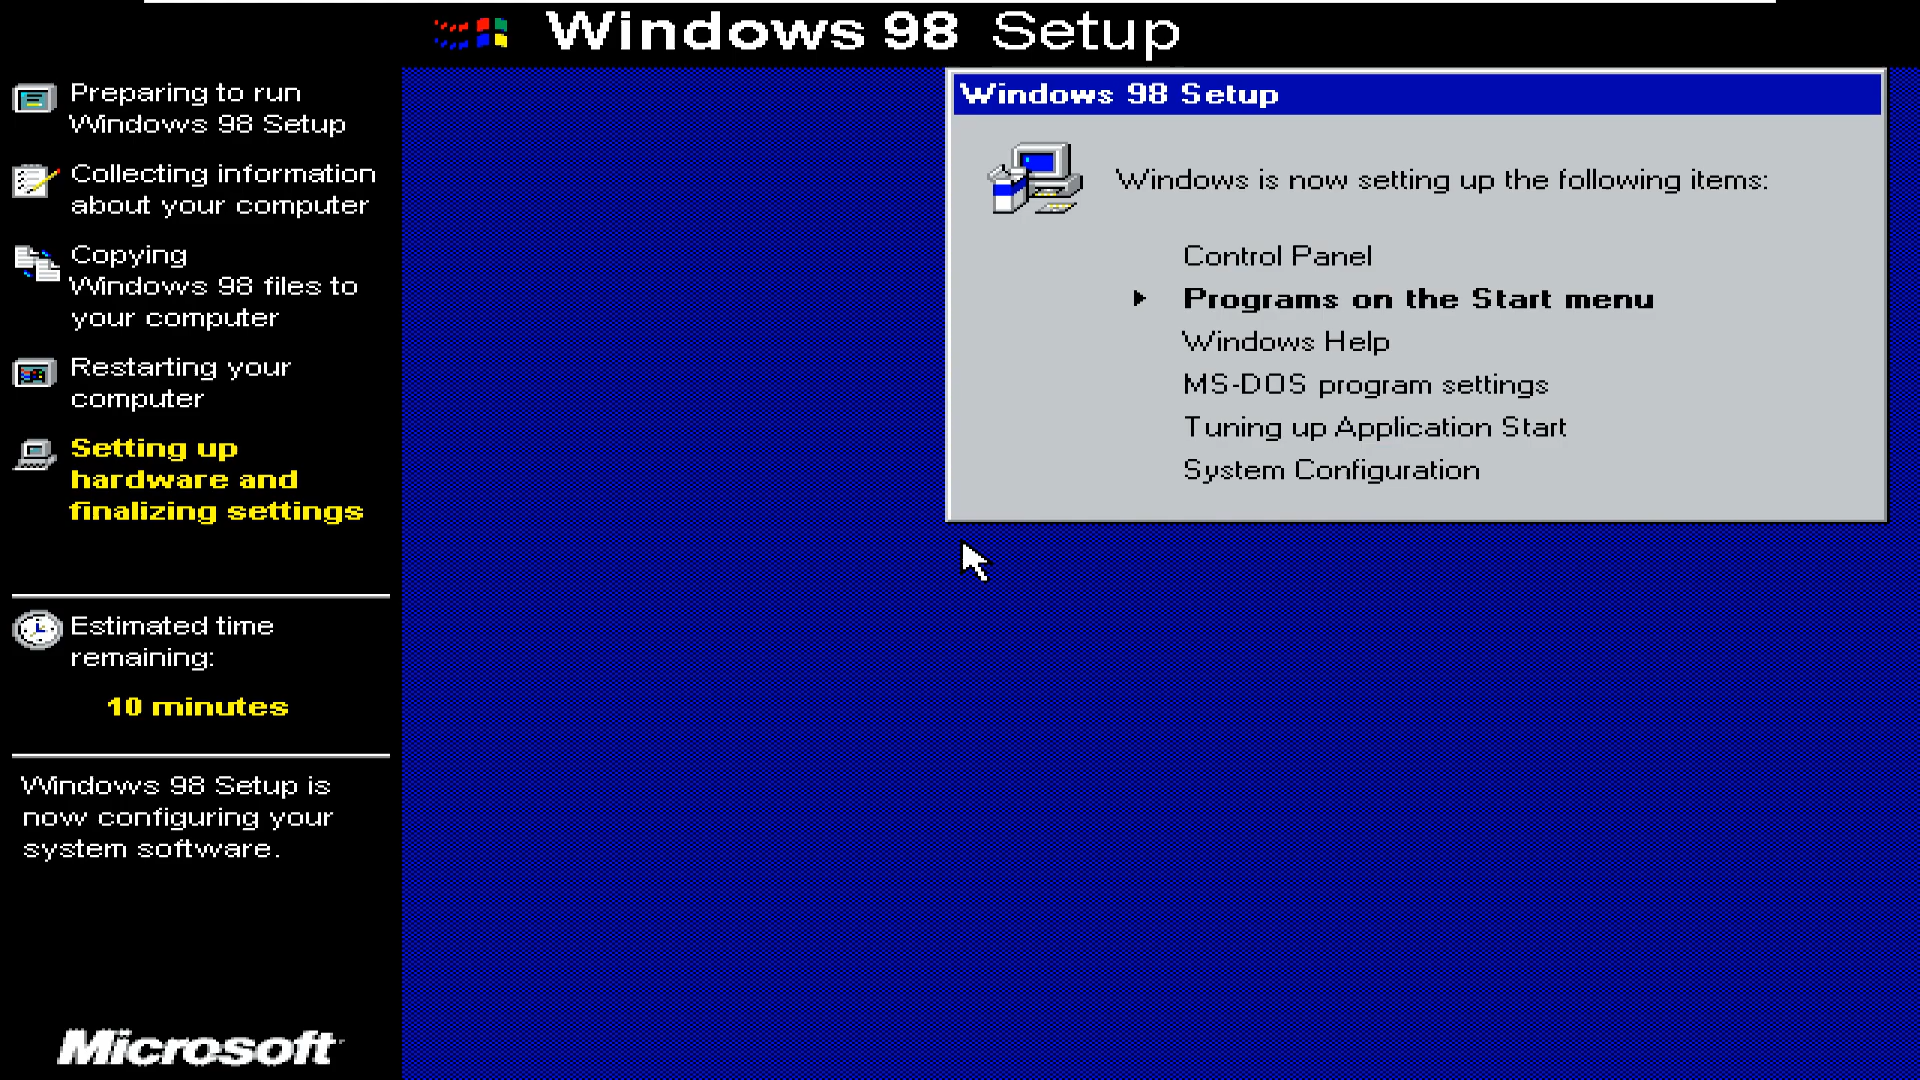 Windows 98 Setup
Preparing to run
Windows 98 Setup
Collecting information
about your computer
Copying
Windows 98 files to
your computer
Restarting your
computer
Setting up
hardware and
finalizing settings
Estimated time
remaining:
10 minutes
Windows 98 Setup is
now configuring your
system software.
Microsoft
Windows 98 Setup
Windows is now setting up the following items:
Control Panel
Programs on the Start menu
Windows Help
MS-DOS program settings
Tuning up Application Start
System Configuration